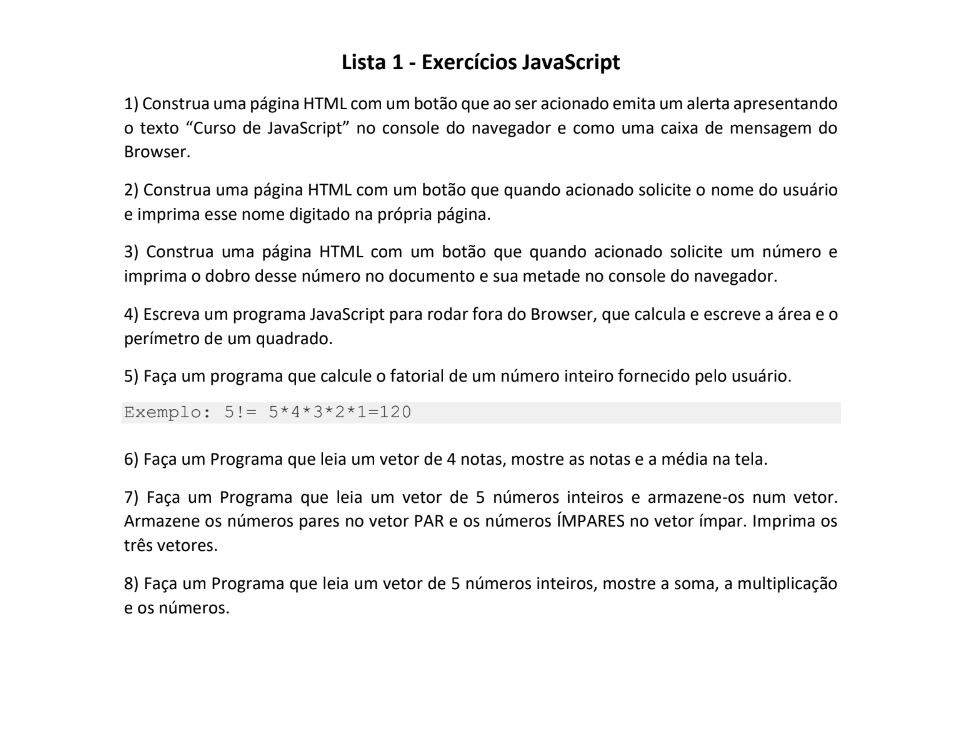 Lista 1 - Exercícios JavaScript
1) Construa uma página HTML com um botão que ao ser acionado emita um alerta apresentando
o texto “Curso de JavaScript” no console do navegador e como uma caixa de mensagem do
Browser.
2) Construa uma página HTML com um botão que quando acionado solicite o nome do usuário
e imprima esse nome digitado na própria página.
3) Construa uma página HTML com um botão que quando acionado solicite um número e
imprima o dobro desse número no documento e sua metade no console do navegador.
4) Escreva um programa JavaScript para rodar fora do Browser, que calcula e escreve a área e o
perímetro de um quadrado.
5) Faça um programa que calcule o fatorial de um número inteiro fornecido pelo usuário.
Exemplo: 5!= 5*4*3*2*1=120
6) Faça um Programa que leia um vetor de 4 notas, mostre as notas e a média na tela.
7) Faça um Programa que leia um vetor de 5 números inteiros e armazene-os num vetor.
Armazene os números pares no vetor PAR e os números ÍMPARES no vetor ímpar. Imprima os
três vetores.
8) Faça um Programa que leia um vetor de 5 números inteiros, mostre a soma, a multiplicação
e os números.